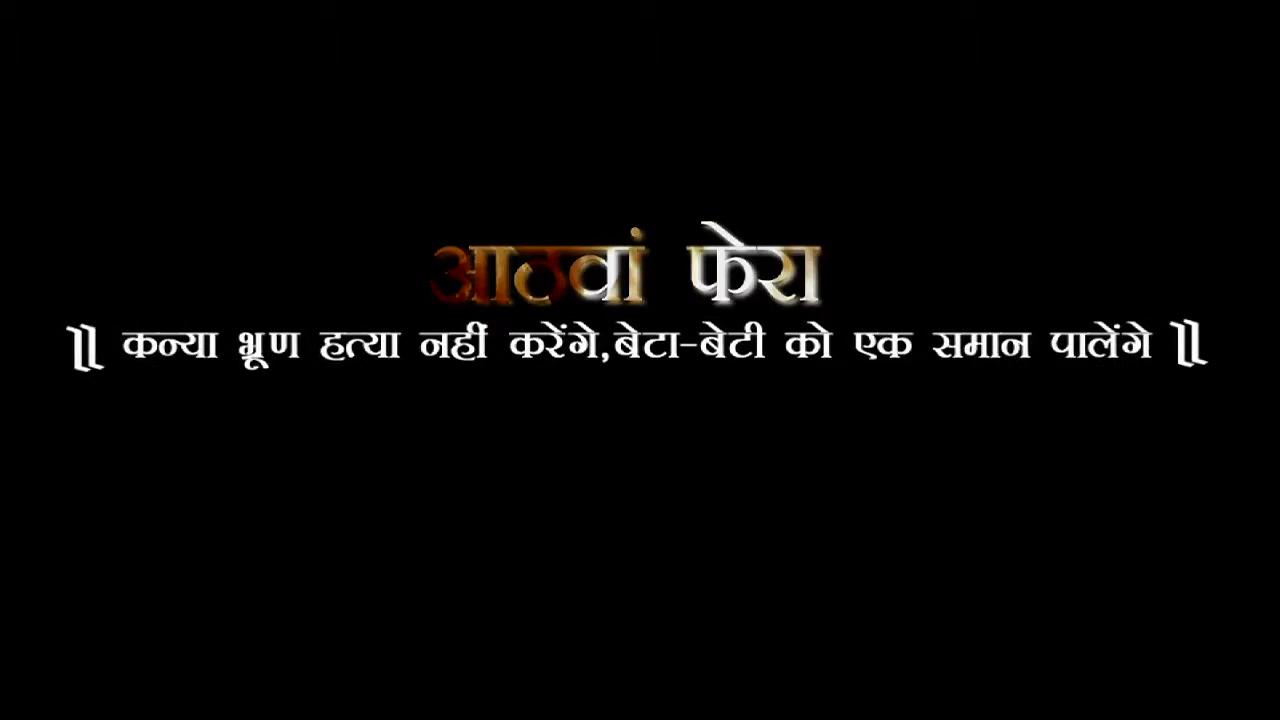 आठवां फेरा
॥ कन्या भ्रूण हत्या नहीं करेंगे,बेटा-बेटी को एक समान पालेंगे ॥